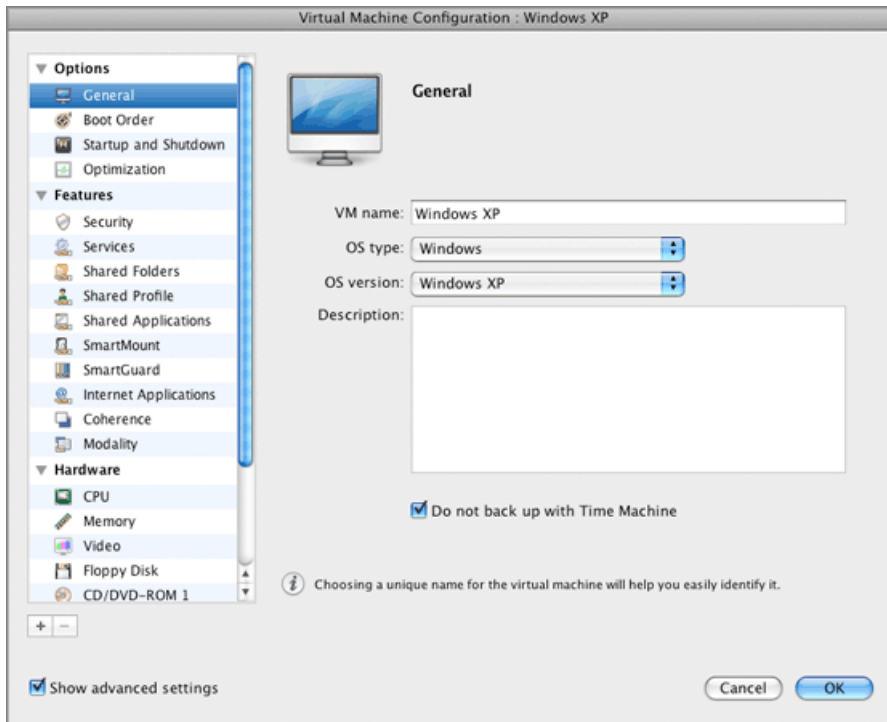 Virtual Machine Configuration : Windows XP
Options
General
Boot Order
Startup and Shutdown
Optimization
Features
Security
Services
Shared Folders
Shared Profile
Shared Applications
SmartMount
SmartGuard
Internet Applications
Coherence
Modality
Hardware
CPU
Memory
Video
Floppy Disk
CD/DVD-ROM 1
+ −
Show advanced settings
General
VM name: Windows XP
OS type: Windows
OS version: Windows XP
Description:
Do not back up with Time Machine
Choosing a unique name for the virtual machine will help you easily identify it.
Cancel OK